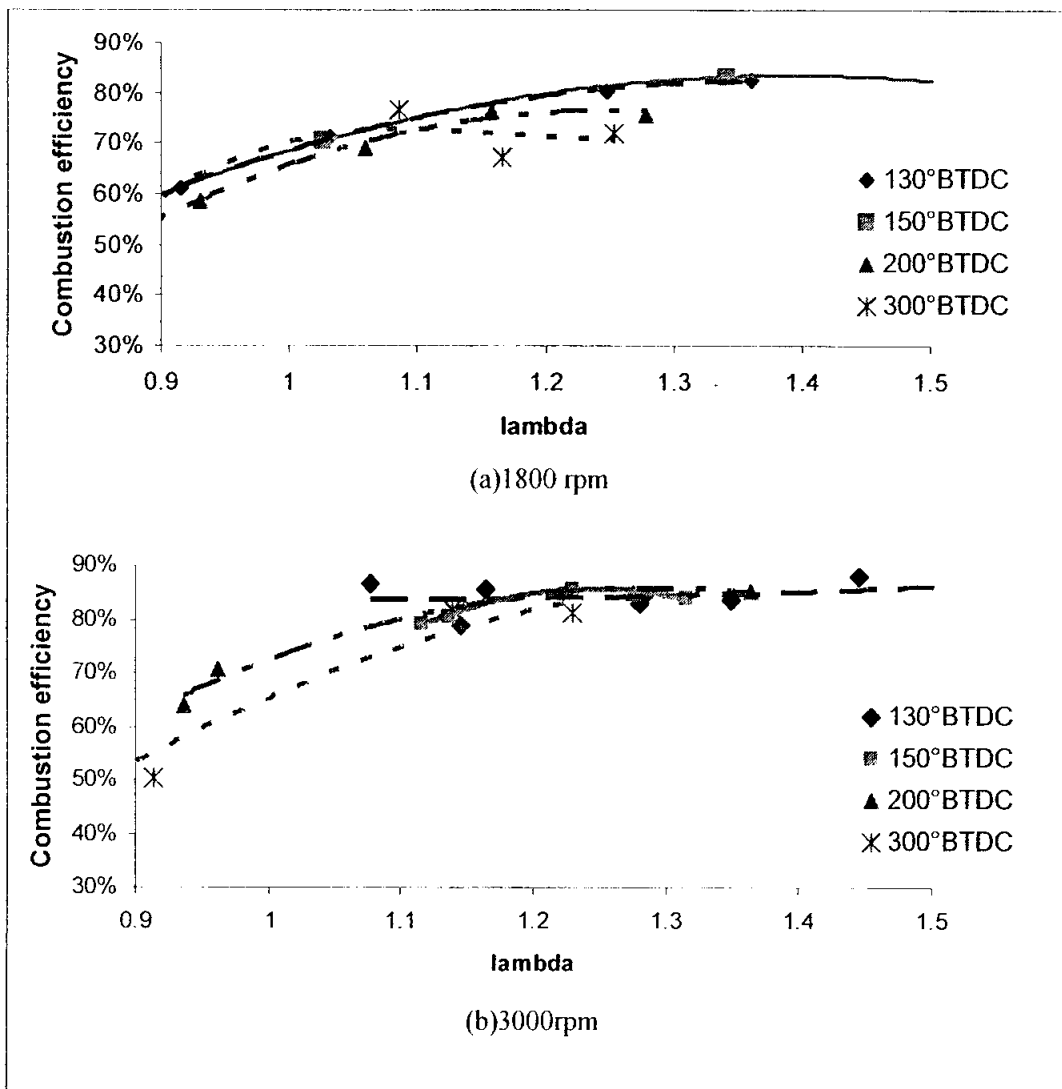 90%
80%
70%
60%
50%
40%
30%
Combustion efficiency
130°BTDC
150°BTDC
200°BTDC
300°BTDC
0.9 1 1.1 1.2 1.3 1.4 1.5
lambda
(a)1800 rpm
90%
80%
70%
60%
50%
40%
30%
Combustion efficiency
130°BTDC
150°BTDC
200°BTDC
300°BTDC
0.9 1 1.1 1.2 1.3 1.4 1.5
lambda
(b)3000rpm